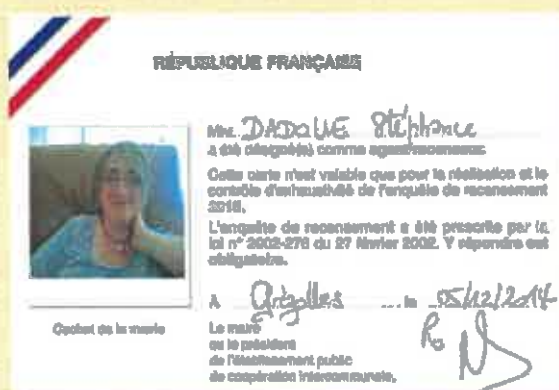 RÉPUBLIQUE FRANÇAISE
Mme DADOUE Stéphanie
a été désigné(e) comme agent recenseur.
Cette carte n'est valable que pour la réalisation et le
contrôle d'exhaustivité de l'enquête de recensement
2015.
L'enquête de recensement a été prescrite par la
loi n° 2002-276 du 27 février 2002. Y répondre est
obligatoire.
À le 05/12/2014
Cachet de la mairie
Le maire
ou le président
de l'établissement public
de coopération intercommunale,